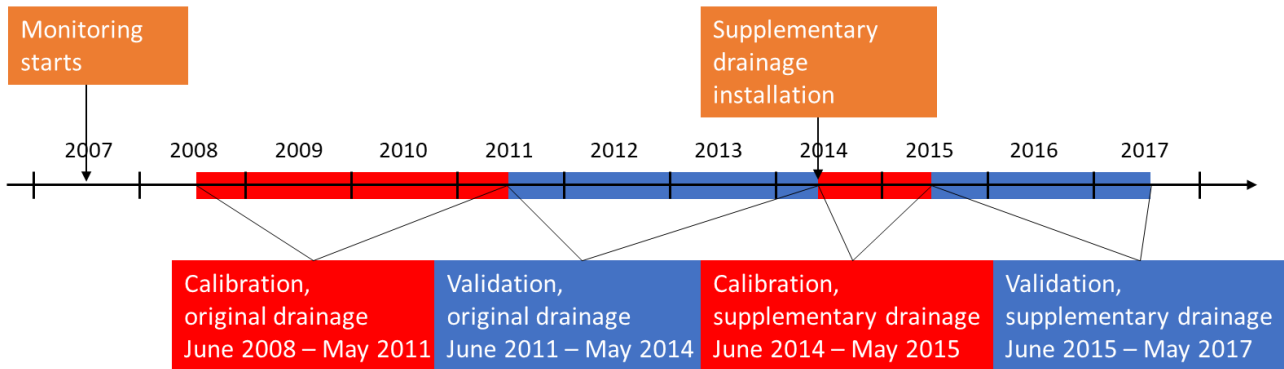 Monitoring
starts
Supplementary
drainage
installation
2007 2008 2009 2010 2011 2012 2013 2014 2015 2016 2017
Calibration,
original drainage
June 2008 – May 2011
Validation,
original drainage
June 2011 – May 2014
Calibration,
supplementary drainage
June 2014 – May 2015
Validation,
supplementary drainage
June 2015 – May 2017